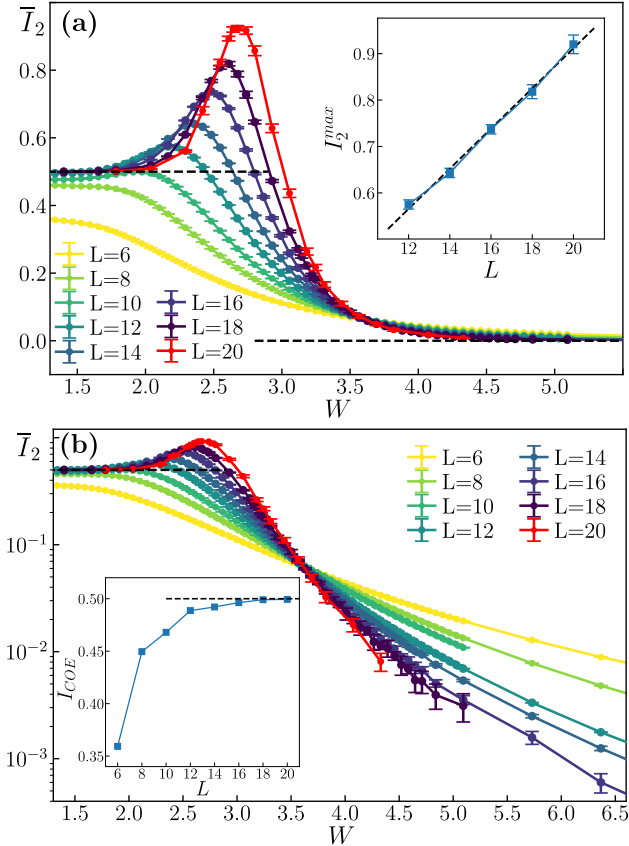 (a)
I̅₂
0.8
0.6
0.4
0.2
0.0
1.5 2.0 2.5 3.0 3.5 4.0 4.5 5.0
W
L=6
L=8
L=10
L=12
L=14
L=16
L=18
L=20
I₂ᵐᵃˣ
0.9
0.8
0.7
0.6
12 14 16 18 20
L
(b)
I̅₂
10⁻¹
10⁻²
10⁻³
1.5 2.0 2.5 3.0 3.5 4.0 4.5 5.0 5.5 6.0 6.5
W
L=6
L=8
L=10
L=12
L=14
L=16
L=18
L=20
I_COE
0.50
0.45
0.40
0.35
6 8 10 12 14 16 18 20
L